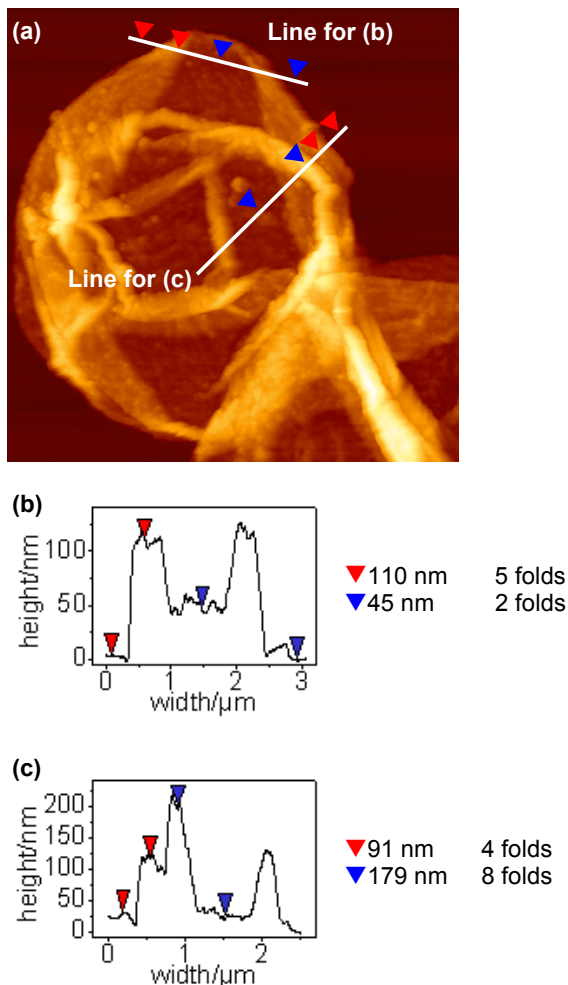 (a)
Line for (b)
Line for (c)
(b)
height/nm
100
50
0
0 1 2 3
width/µm
110 nm 5 folds
45 nm 2 folds
(c)
height/nm
200
150
100
50
0
0 1 2
width/µm
91 nm 4 folds
179 nm 8 folds